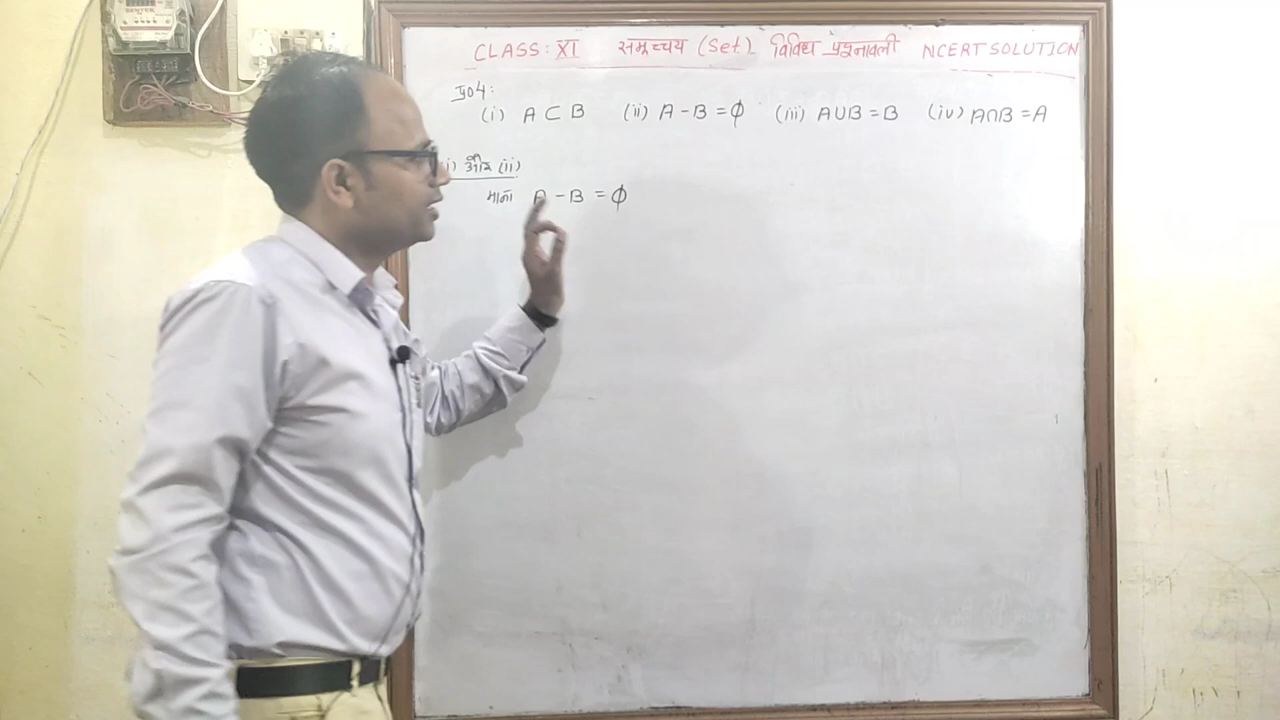 CLASS: XI समुच्चय (Set) विविध प्रश्नावली NCERT SOLUTION
प्र04:
(i) A ⊂ B (ii) A - B = ϕ (iii) A∪B = B (iv) A∩B = A
i) और (ii)
माना A - B = ϕ